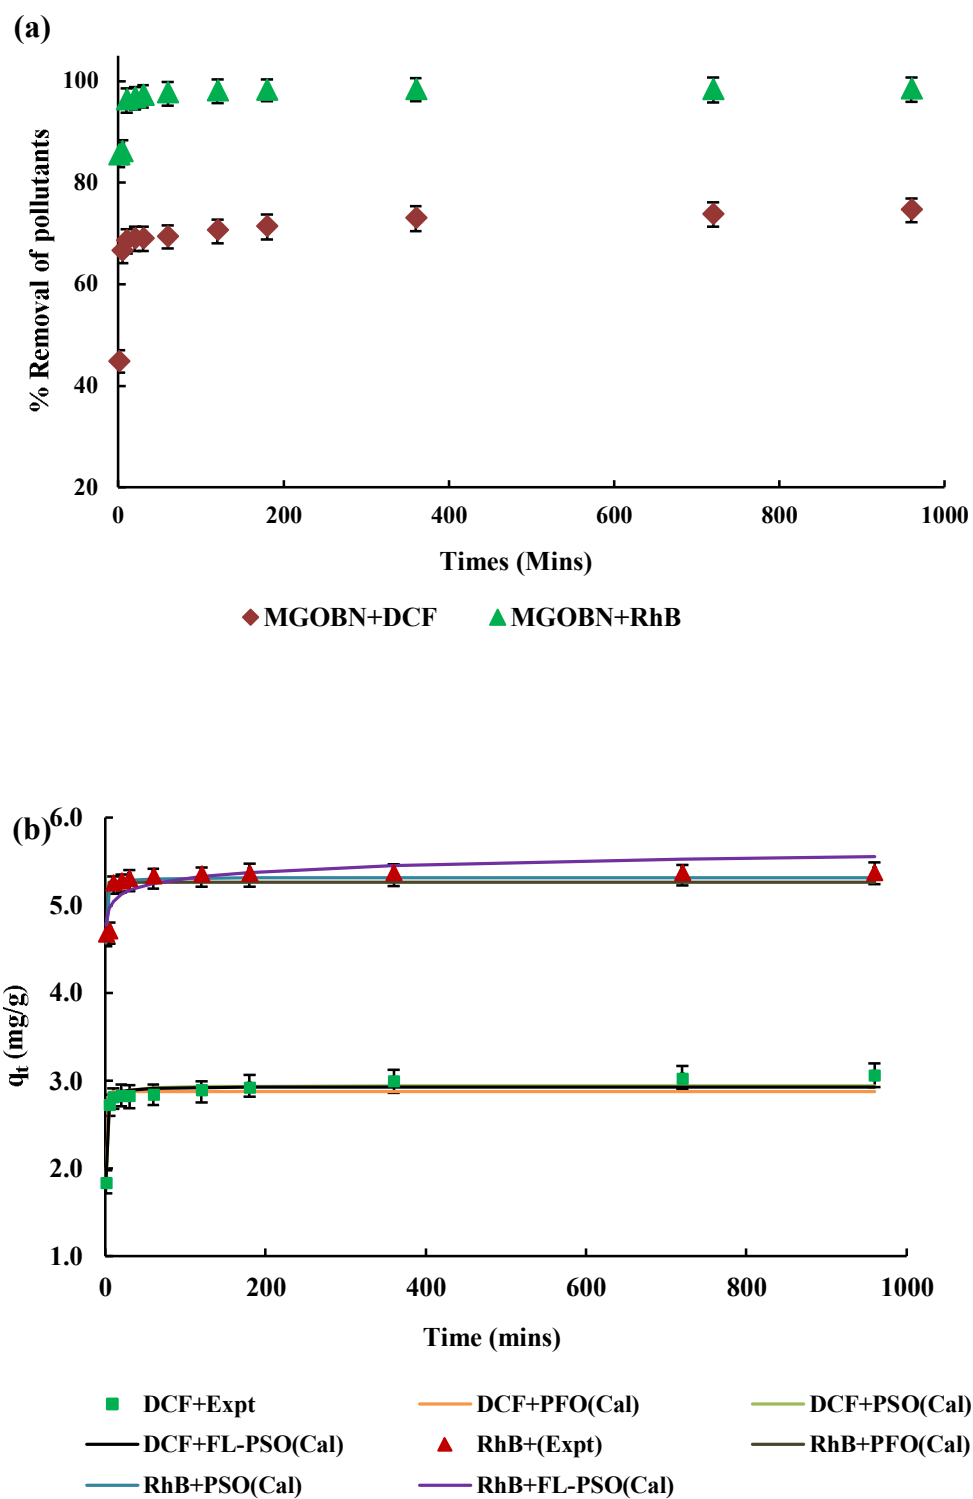 (a)
% Removal of pollutants
100
80
60
40
20
0 200 400 600 800 1000
Times (Mins)
MGOBN+DCF MGOBN+RhB
(b)
qt (mg/g)
6.0
5.0
4.0
3.0
2.0
1.0
0 200 400 600 800 1000
Time (mins)
DCF+Expt DCF+PFO(Cal) DCF+PSO(Cal)
DCF+FL-PSO(Cal) RhB+(Expt) RhB+PFO(Cal)
RhB+PSO(Cal) RhB+FL-PSO(Cal)